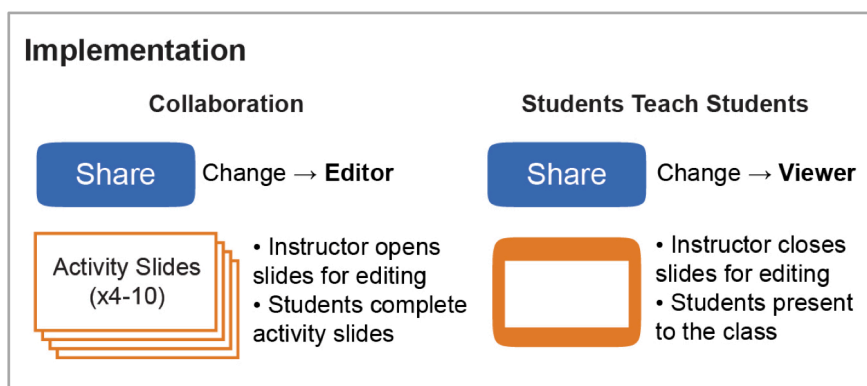 Implementation
Collaboration
Share
Change → Editor
Activity Slides
(x4-10)
• Instructor opens
slides for editing
• Students complete
activity slides
Students Teach Students
Share
Change → Viewer
• Instructor closes
slides for editing
• Students present
to the class